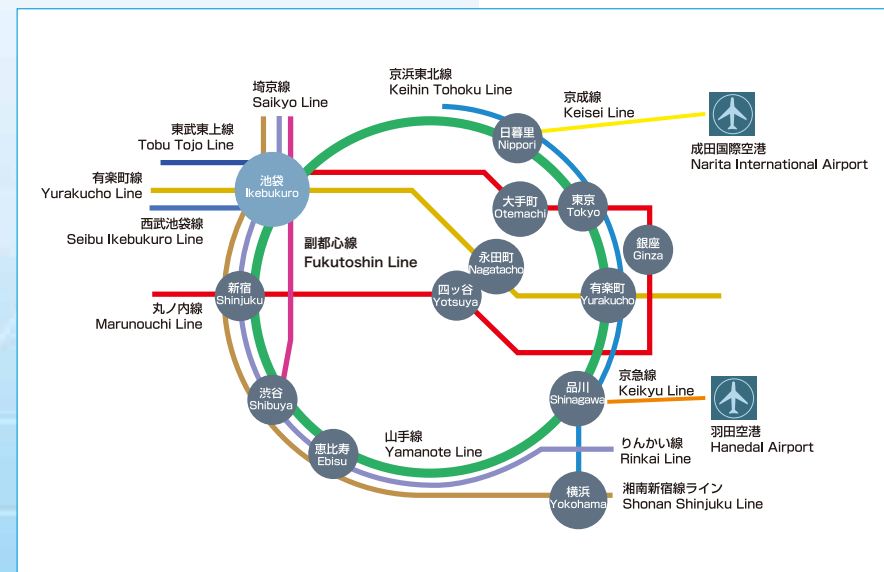 京浜東北線
Keihin Tohoku Line
埼京線
Saikyo Line
京成線
Keisei Line
東武東上線
Tobu Tojo Line
日暮里
Nippori
成田国際空港
Narita International Airport
有楽町線
Yurakucho Line
池袋
Ikebukuro
大手町
Otemachi
東京
Tokyo
西武池袋線
Seibu Ikebukuro Line
副都心線
Fukutoshin Line
永田町
Nagatacho
銀座
Ginza
新宿
Shinjuku
四ッ谷
Yotsuya
有楽町
Yurakucho
丸ノ内線
Marunouchi Line
渋谷
Shibuya
品川
Shinagawa
京急線
Keikyu Line
羽田空港
Hanedal Airport
恵比寿
Ebisu
山手線
Yamanote Line
りんかい線
Rinkai Line
横浜
Yokohama
湘南新宿線ライン
Shonan Shinjuku Line